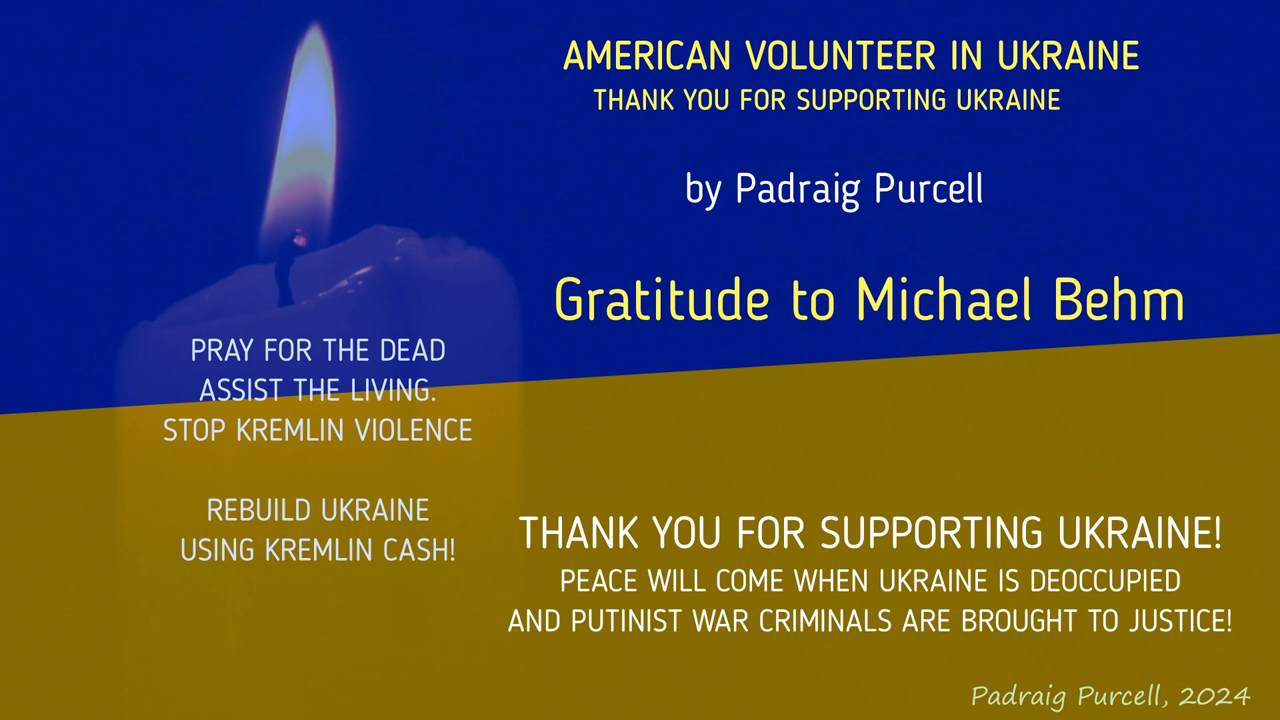 AMERICAN VOLUNTEER IN UKRAINE
THANK YOU FOR SUPPORTING UKRAINE
by Padraig Purcell
Gratitude to Michael Behm
PRAY FOR THE DEAD
ASSIST THE LIVING.
STOP KREMLIN VIOLENCE
REBUILD UKRAINE
USING KREMLIN CASH!
THANK YOU FOR SUPPORTING UKRAINE!
PEACE WILL COME WHEN UKRAINE IS DEOCCUPIED
AND PUTINIST WAR CRIMINALS ARE BROUGHT TO JUSTICE!
Padraig Purcell, 2024